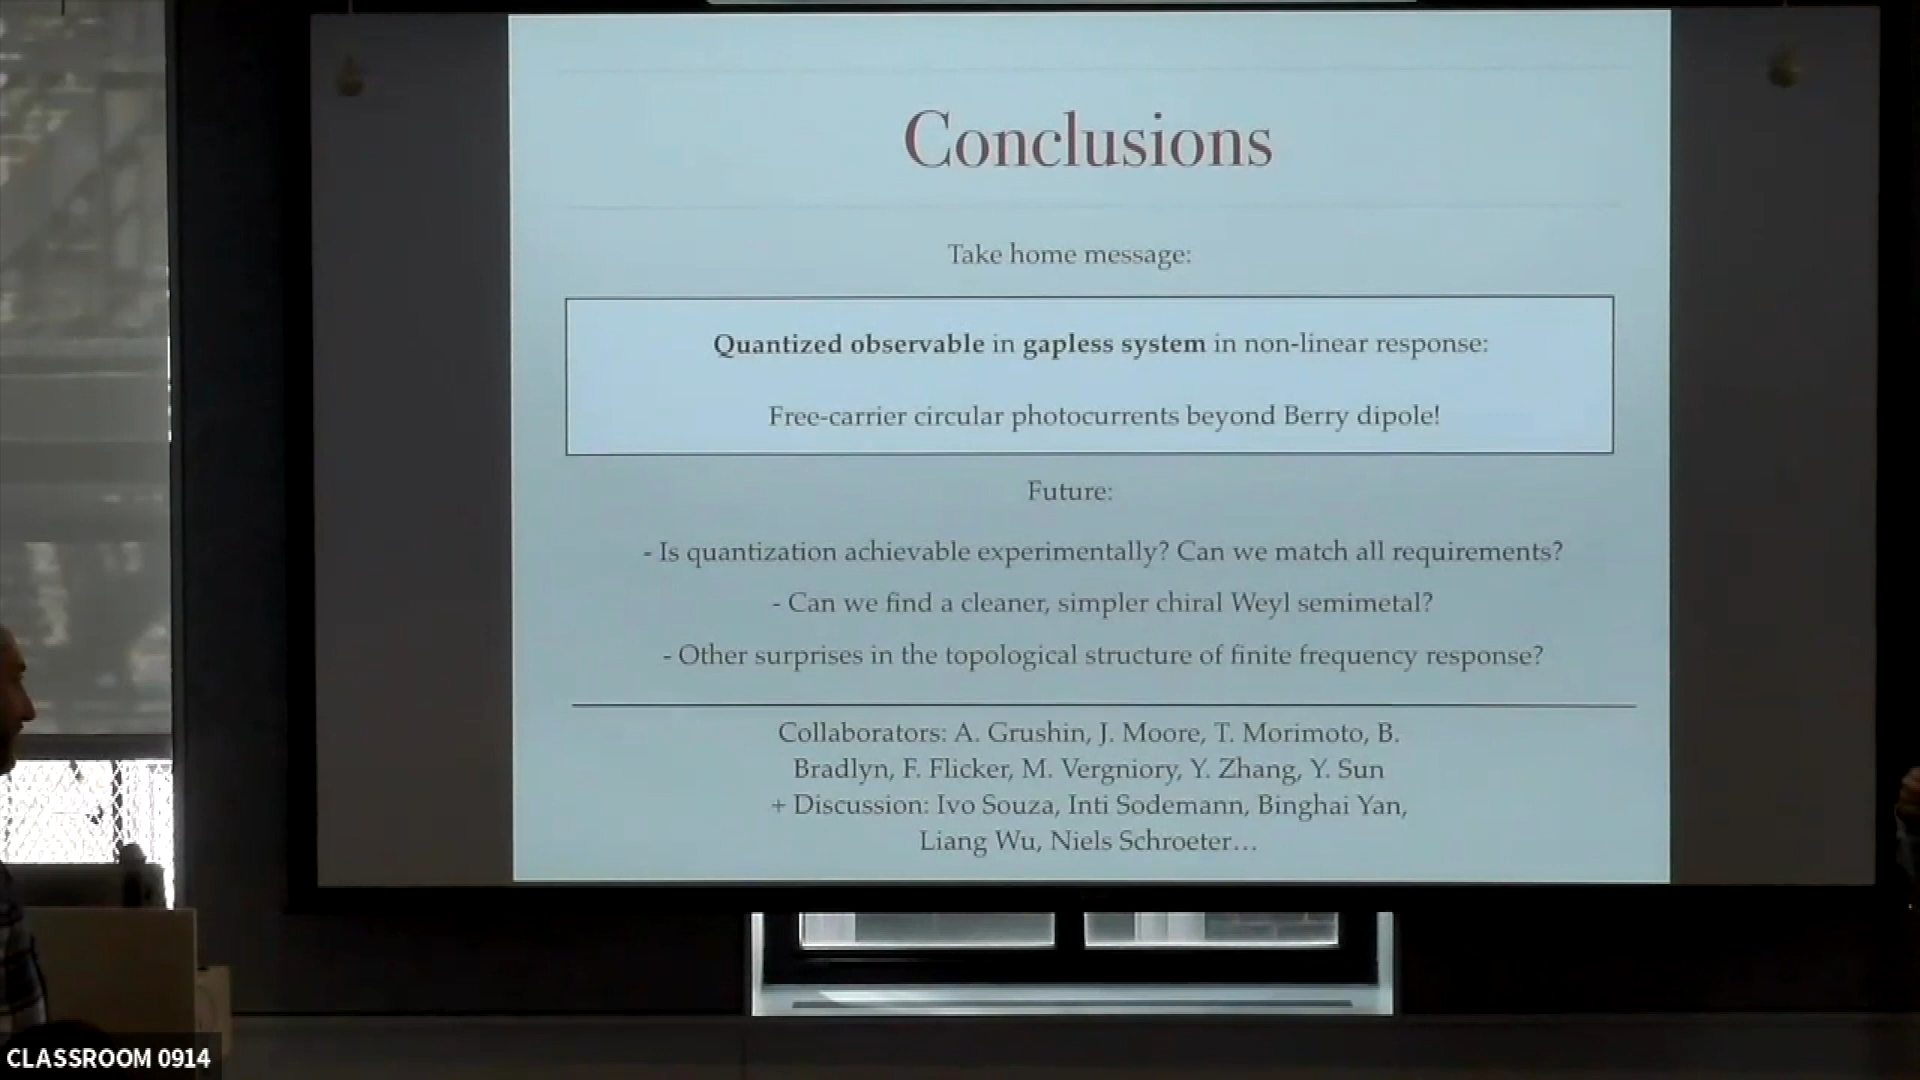 Conclusions
Take home message:
Quantized observable in gapless system in non-linear response:
Free-carrier circular photocurrents beyond Berry dipole!
Future:
- Is quantization achievable experimentally? Can we match all requirements?
- Can we find a cleaner, simpler chiral Weyl semimetal?
- Other surprises in the topological structure of finite frequency response?
Collaborators: A. Grushin, J. Moore, T. Morimoto, B.
Bradlyn, F. Flicker, M. Vergniory, Y. Zhang, Y. Sun
+ Discussion: Ivo Souza, Inti Sodemann, Binghai Yan,
Liang Wu, Niels Schroeter…
CLASSROOM 0914